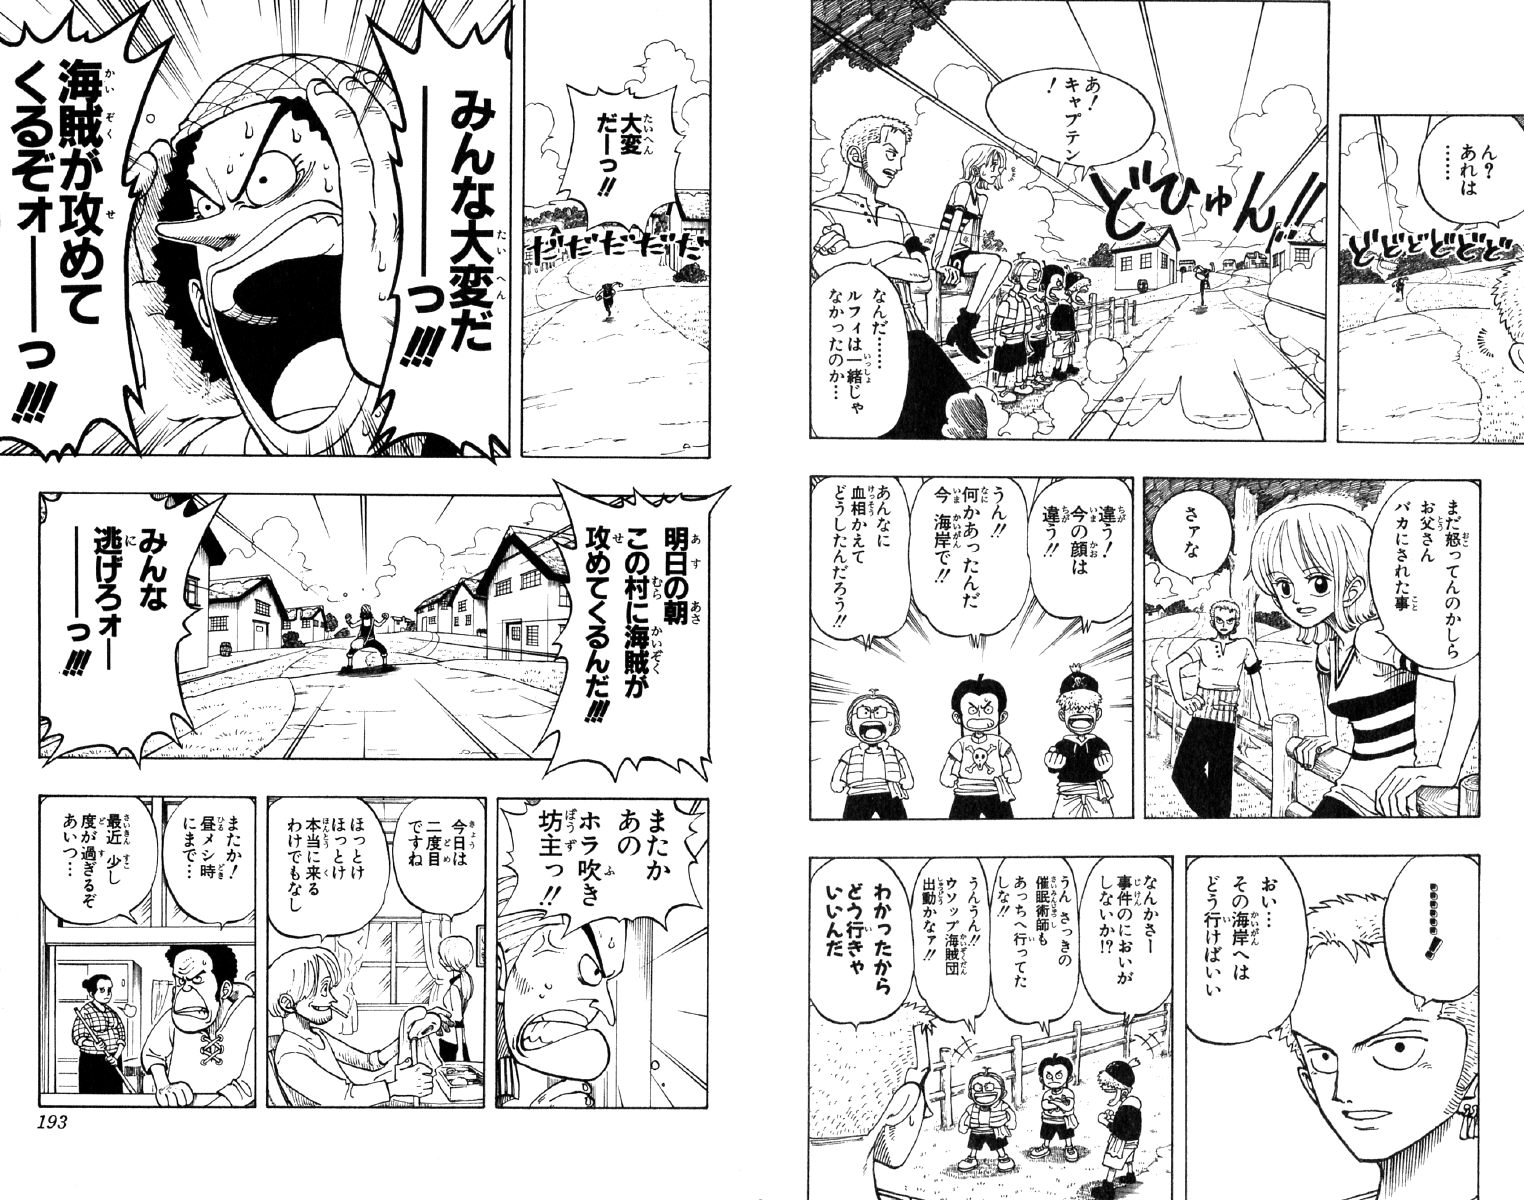 ん?
あれは
……
どどどどどど
あ!
キャプテン
!
どひゅん!!
なんだ……
ルフィは一緒じゃ
なかったのか…
まだ怒ってんのかしら
お父さん
バカにされた事
さァな
違う!
今の顔は
違う!!
うん!!
何かあったんだ
今 海岸で!!
あんなに
血相かえて
どうしたんだろう!!
………!
おい…
その海岸へは
どう行けばいい
なんかさー
事件のにおいが
しないか!?
うん さっきの
催眠術師も
あっちへ行ってた
しな!!
うんうん!!
ウソップ海賊団
出動かなァ!!
わかったから
どう行きゃ
いいんだ
大変
だーっ!!
だだだだだ
みんな大変だ
――っ!!!
海賊が攻めて
くるぞォ――っ!!!
明日の朝
この村に海賊が
攻めてくるんだ!!!
みんな
逃げろォ―
――っ!!!
またか
あの
ホラ吹き
坊主っ!!
今日は
二度目
ですね
ほっとけ
ほっとけ
本当に来る
わけでもなし
またか!
昼メシ時
にまで…
最近 少し
度が過ぎるぞ
あいつ…
193